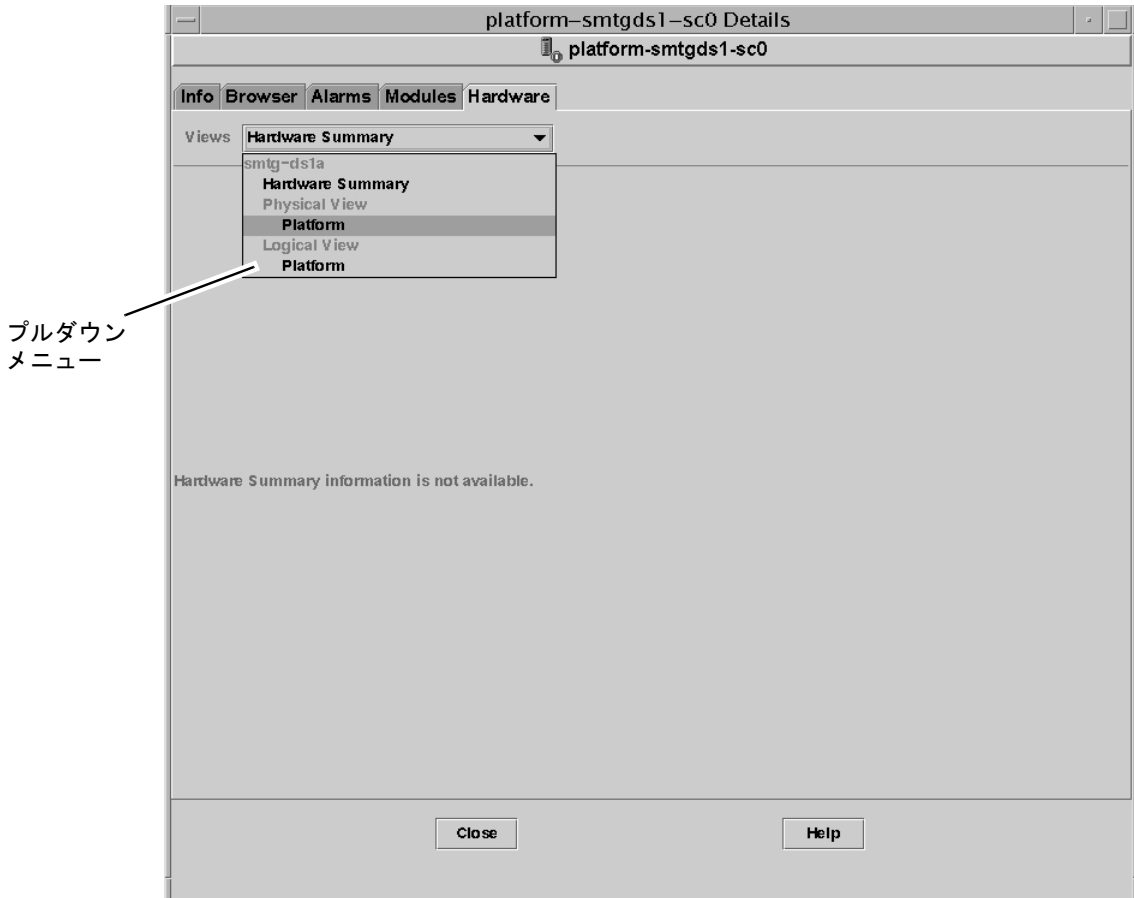 platform-smtgds1-sc0 Details
platform-smtgds1-sc0
Info Browser Alarms Modules Hardware
Views Hardware Summary
smtg-ds1a
Hardware Summary
Physical View
Platform
Logical View
Platform
プルダウン
メニュー
Hardware Summary information is not available.
Close Help